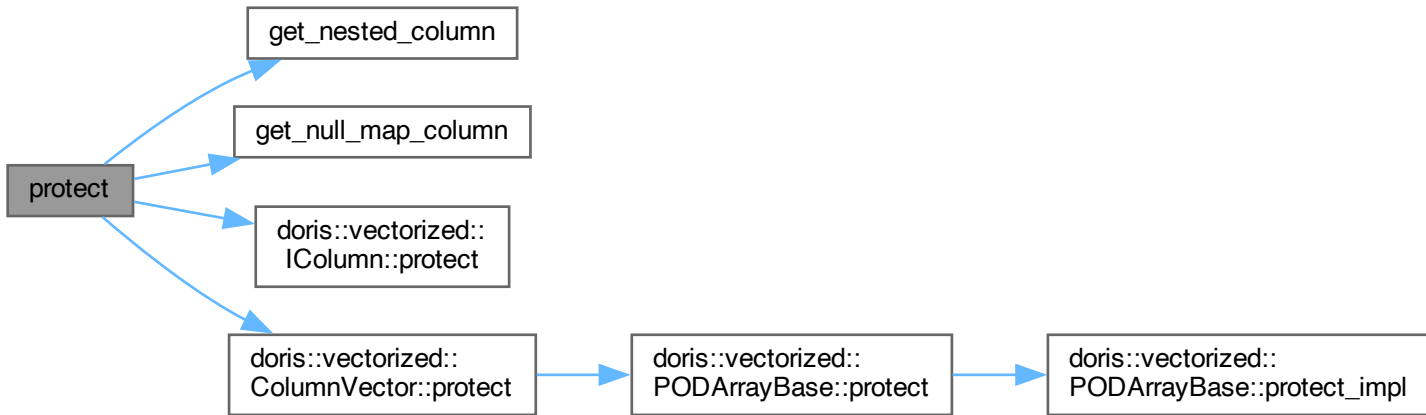 get_nested_column
get_null_map_column
protect
doris::vectorized::
IColumn::protect
doris::vectorized::
ColumnVector::protect
doris::vectorized::
PODArrayBase::protect
doris::vectorized::
PODArrayBase::protect_impl